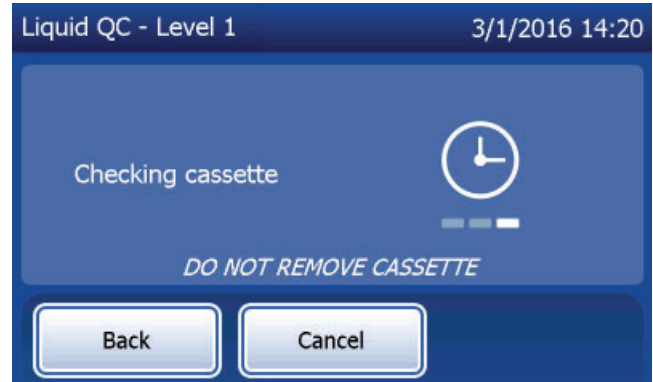 Liquid QC - Level 1 3/1/2016 14:20
Checking cassette
DO NOT REMOVE CASSETTE
Back Cancel